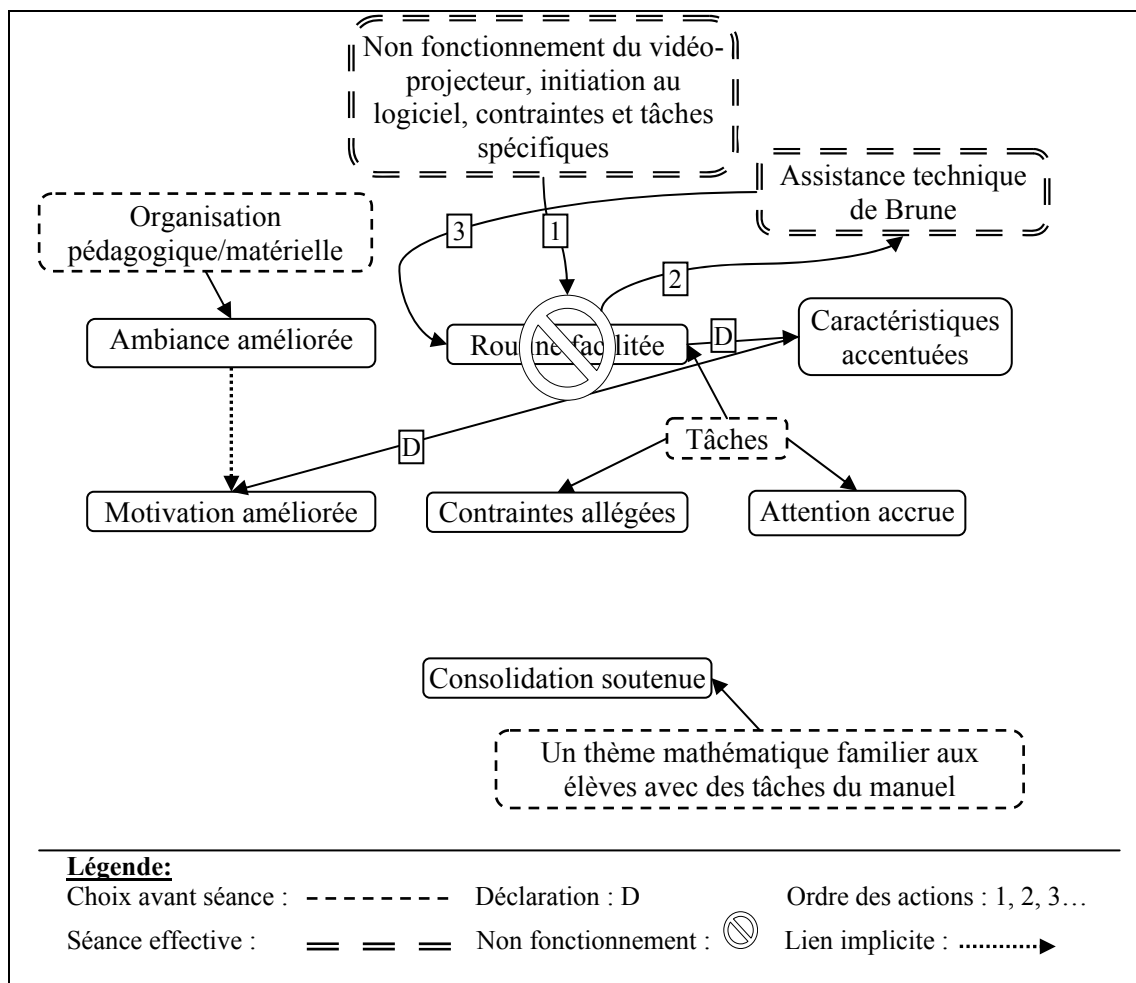 Non fonctionnement du vidéo-
projecteur, initiation au
logiciel, contraintes et tâches
spécifiques
Assistance technique
de Brune
Organisation
pédagogique/matérielle
3
1
2
Ambiance améliorée
Routine facilitée
D
Caractéristiques
accentuées
D
Tâches
Motivation améliorée
Contraintes allégées
Attention accrue
Consolidation soutenue
Un thème mathématique familier aux
élèves avec des tâches du manuel
Légende:
Choix avant séance :
Déclaration : D
Ordre des actions : 1, 2, 3…
Séance effective :
Non fonctionnement :
Lien implicite :